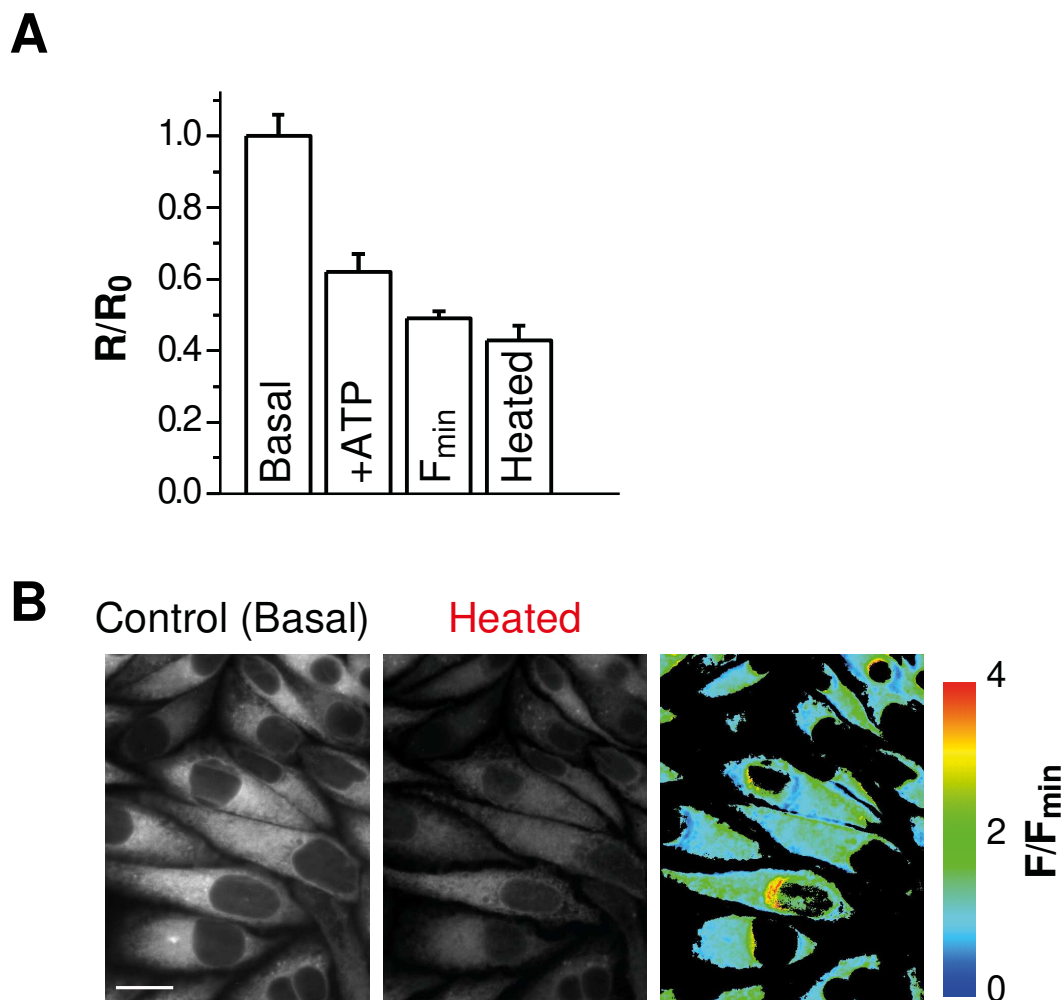 A
R/R0
1.0
0.8
0.6
0.4
0.2
0.0
Basal
+ATP
Fmin
Heated
B
Control (Basal)
Heated
4
2
0
F/Fmin